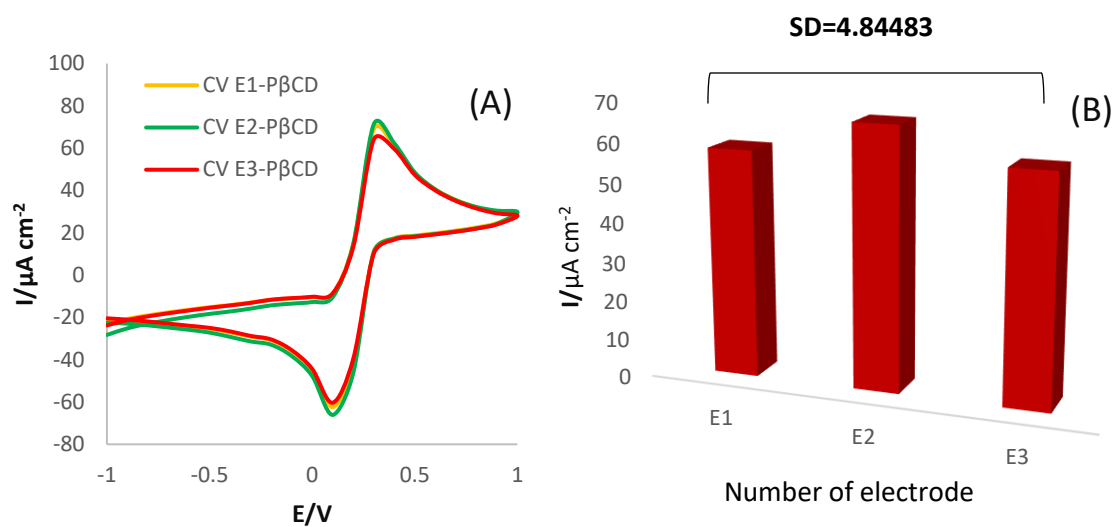 (A)
CV E1-PβCD
CV E2-PβCD
CV E3-PβCD
100
80
60
40
20
0
-20
-40
-60
-80
-1
-0.5
0
0.5
1
I/µA cm⁻²
E/V
SD=4.84483
(B)
70
60
50
40
30
20
10
0
I/µA cm⁻²
E1
E2
E3
Number of electrode